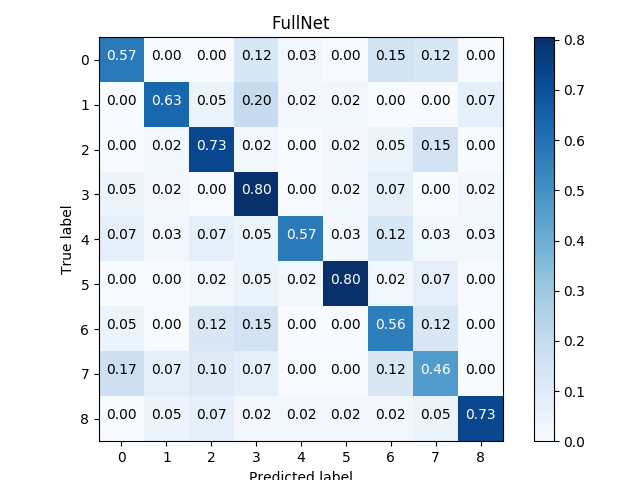 FullNet
0 0.57 0.00 0.00 0.12 0.03 0.00 0.15 0.12 0.00
1 0.00 0.63 0.05 0.20 0.02 0.02 0.00 0.00 0.07
2 0.00 0.02 0.73 0.02 0.00 0.02 0.05 0.15 0.00
3 0.05 0.02 0.00 0.80 0.00 0.02 0.07 0.00 0.02
4 0.07 0.03 0.07 0.05 0.57 0.03 0.12 0.03 0.03
5 0.00 0.00 0.02 0.05 0.02 0.80 0.02 0.07 0.00
6 0.05 0.00 0.12 0.15 0.00 0.00 0.56 0.12 0.00
7 0.17 0.07 0.10 0.07 0.00 0.00 0.12 0.46 0.00
8 0.00 0.05 0.07 0.02 0.02 0.02 0.02 0.05 0.73
0 1 2 3 4 5 6 7 8
True label
Predicted label
0.8
0.7
0.6
0.5
0.4
0.3
0.2
0.1
0.0